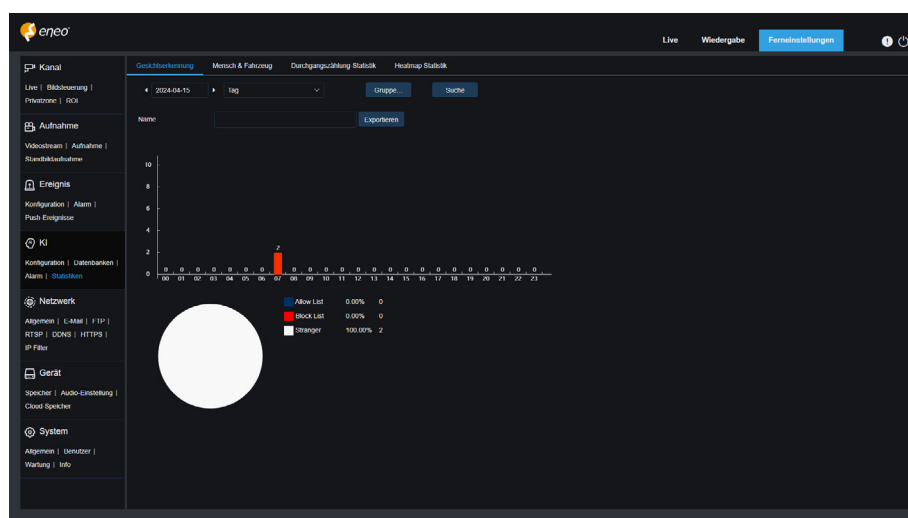 eneo
Live Wiedergabe Ferneinstellungen
Kanal
Live | Bildsteuerung |
Privatzone | ROI
Aufnahme
Videostream | Aufnahme |
Standbildaufnahme
Ereignis
Konfiguration | Alarm |
Push-Ereignisse
KI
Konfiguration | Datenbanken |
Alarm | Statistiken
Netzwerk
Allgemein | E-Mail | FTP |
RTSP | DDNS | HTTPS |
IP Filter
Gerät
Speicher | Audio-Einstellung |
Cloud-Speicher
System
Allgemein | Benutzer |
Wartung | Info
Gesichtserkennung Mensch & Fahrzeug Durchgangszählung Statistik Heatmap Statistik
2024-04-15 Tag Gruppe... Suche
Name Exportieren
10
8
6
4
2 2
0 0 0 0 0 0 0 0 0 0 0 0 0 0 0 0 0 0 0 0 0 0 0 0
00 01 02 03 04 05 06 07 08 09 10 11 12 13 14 15 16 17 18 19 20 21 22 23
Allow List 0.00% 0
Block List 0.00% 0
Stranger 100.00% 2